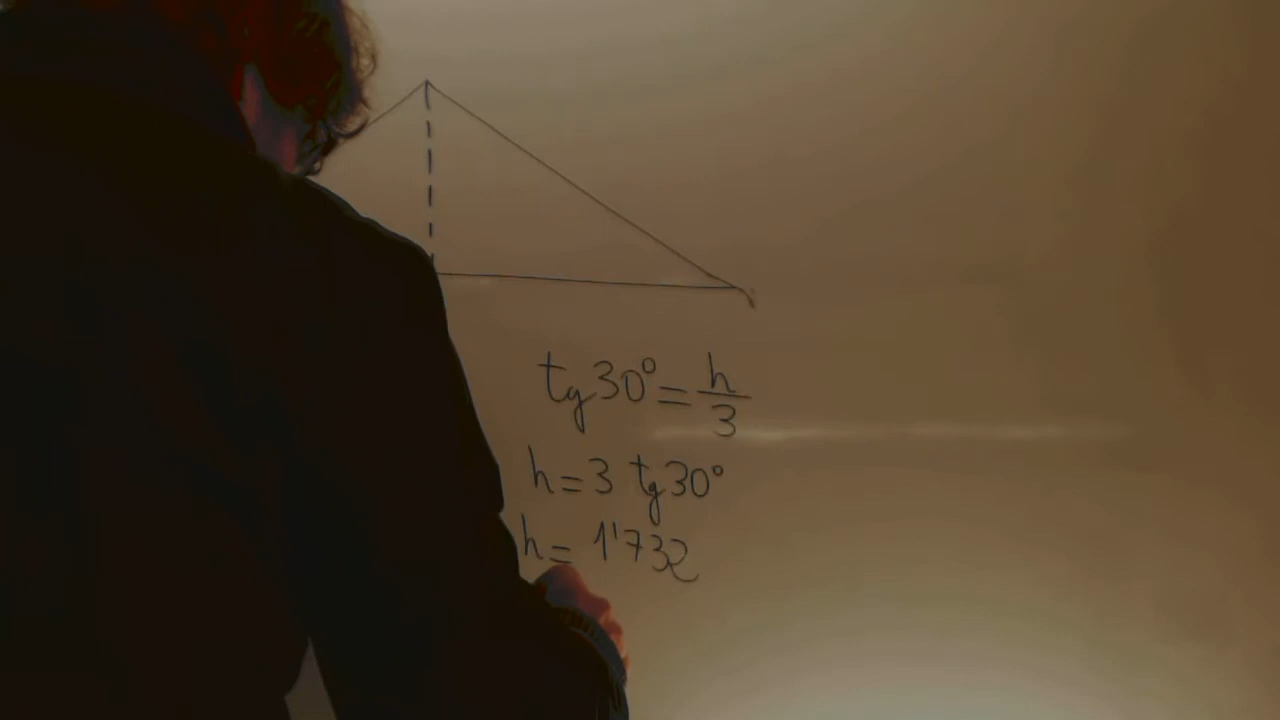 tg 30° = h/3
h = 3 tg 30°
h = 1'732